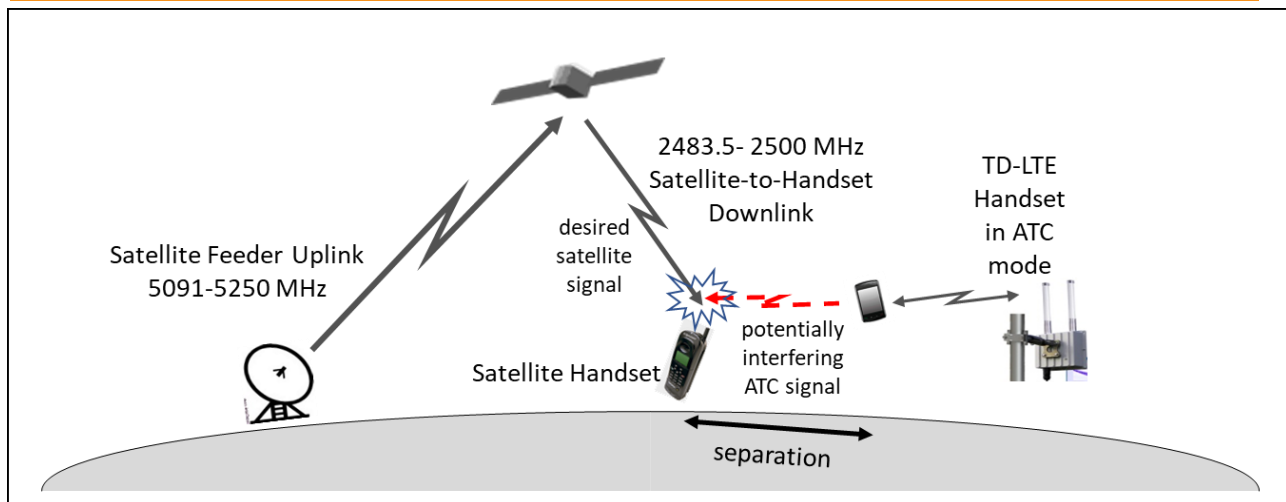 Satellite Feeder Uplink
5091-5250 MHz
desired
satellite
signal
2483.5- 2500 MHz
Satellite-to-Handset
Downlink
TD-LTE
Handset
in ATC
mode
Satellite Handset
potentially
interfering
ATC signal
separation